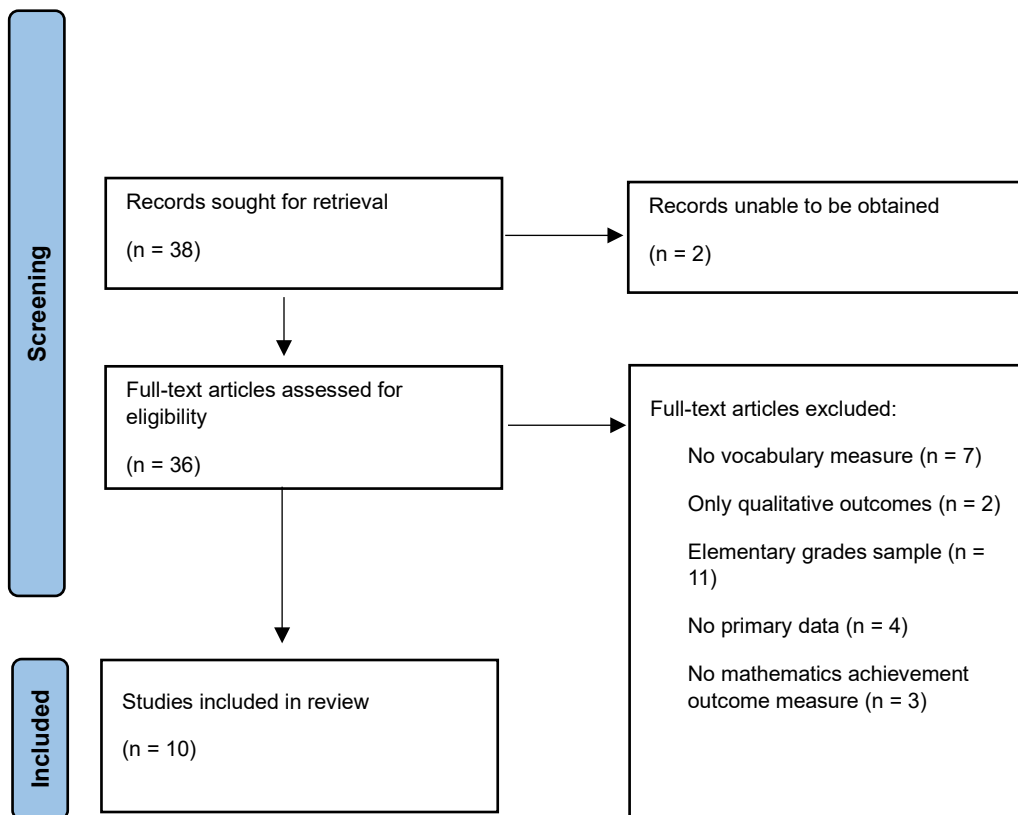 Screening
Records sought for retrieval
(n = 38)
Records unable to be obtained
(n = 2)
Full-text articles assessed for
eligibility
(n = 36)
Full-text articles excluded:
No vocabulary measure (n = 7)
Only qualitative outcomes (n = 2)
Elementary grades sample (n =
11)
No primary data (n = 4)
No mathematics achievement
outcome measure (n = 3)
Included
Studies included in review
(n = 10)